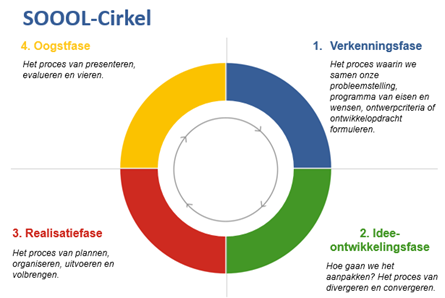 SOOOL-Cirkel
4. Oogstfase
Het proces van presenteren,
evalueren en vieren.
1. Verkenningsfase
Het proces waarin we
samen onze
probleemstelling,
programma van eisen en
wensen, ontwerpcriteria of
ontwikkelopdracht
formuleren.
3. Realisatiefase
Het proces van plannen,
organiseren, uitvoeren en
volbrengen.
2. Idee-
ontwikkelingsfase
Hoe gaan we het
aanpakken? Het proces van
divergeren en convergeren.